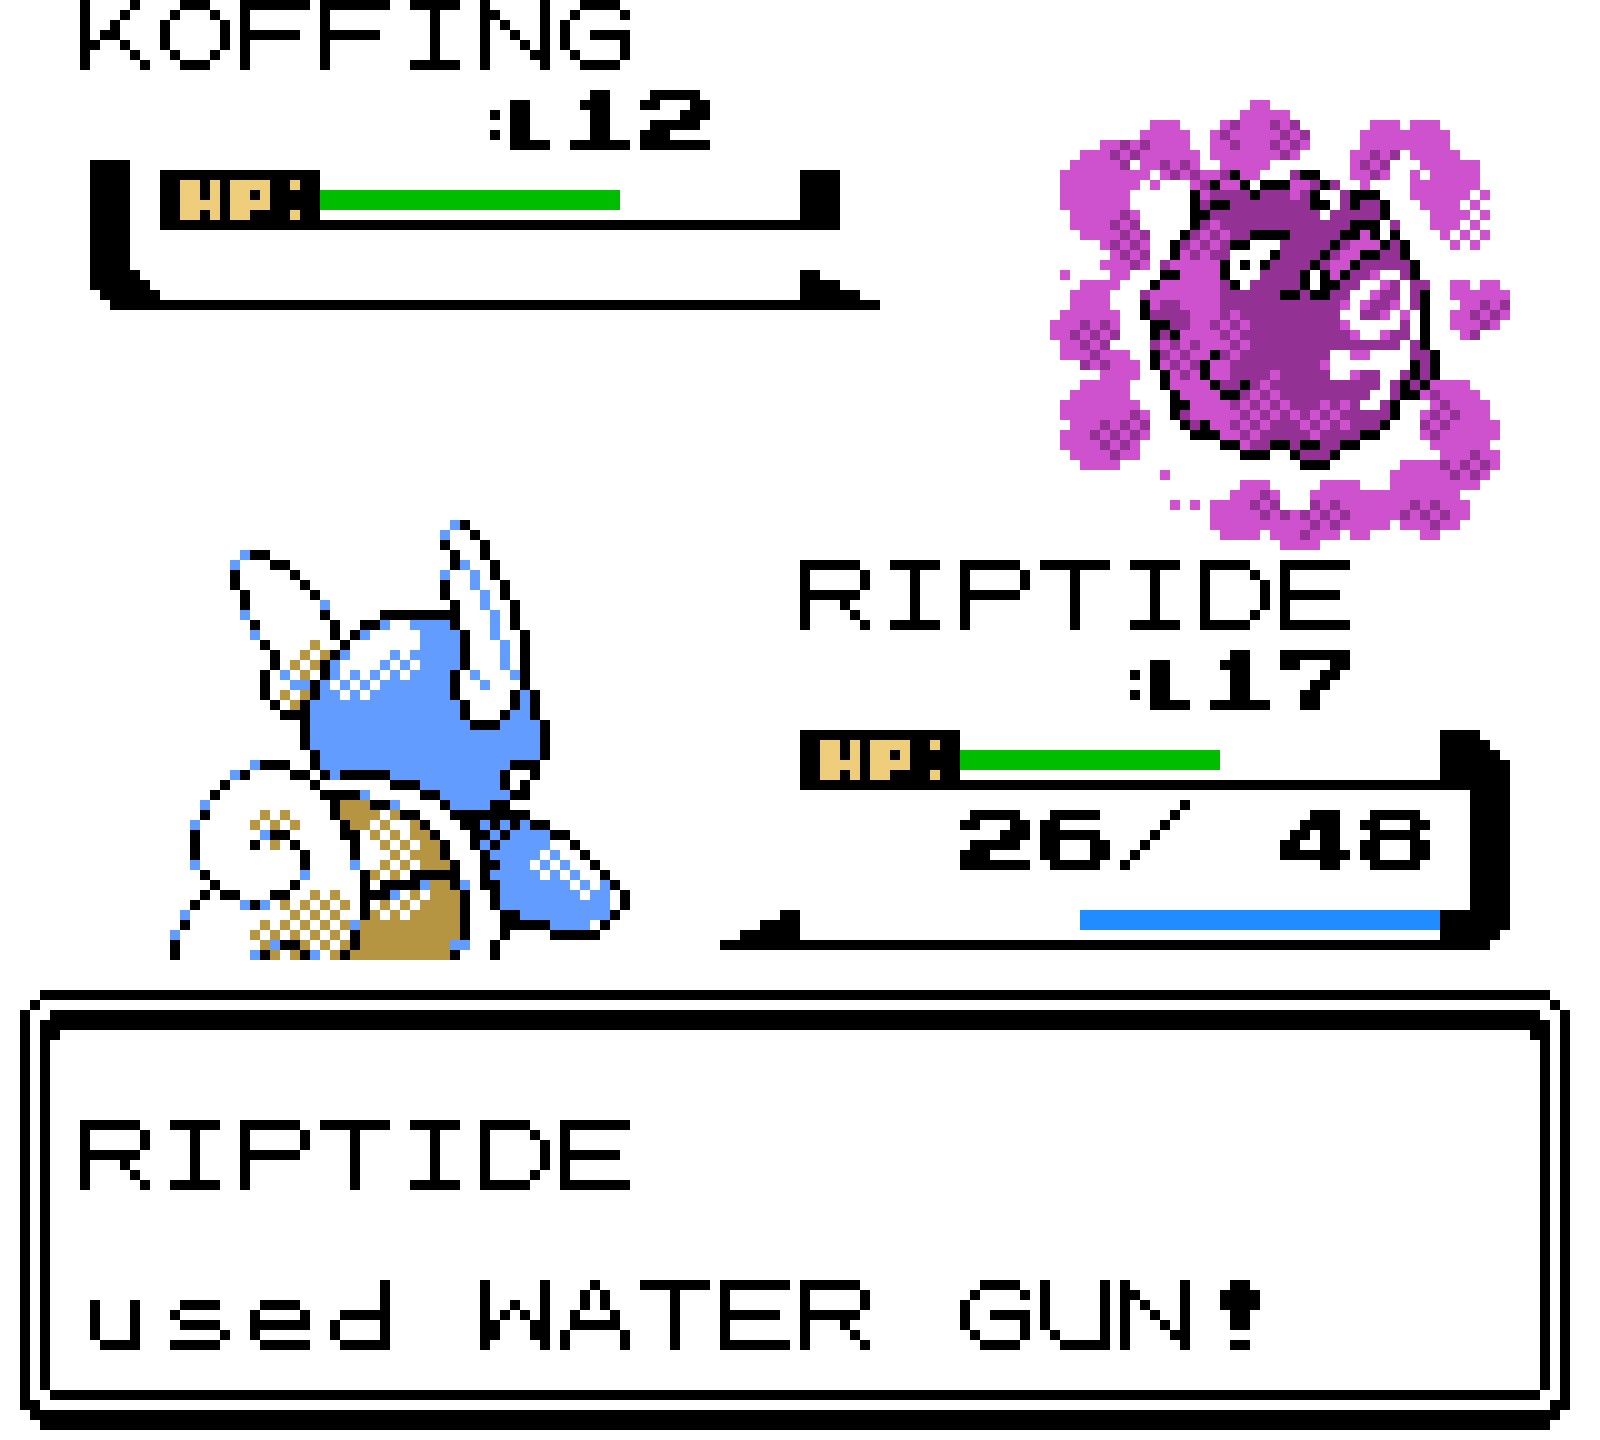 KOFFING
:L12
HP:
RIPTIDE
:L17
HP:
26/ 48
RIPTIDE
used WATER GUN!